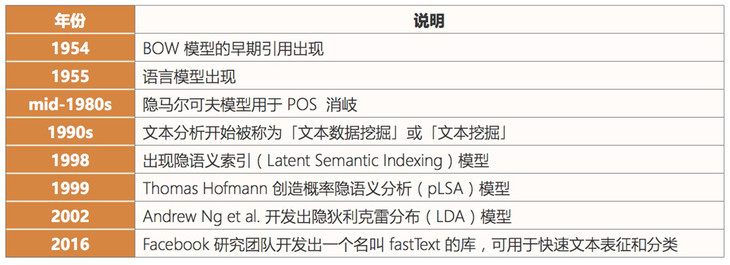 年份 说明
1954 BOW 模型的早期引用出现
1955 语言模型出现
mid-1980s 隐马尔可夫模型用于 POS 消岐
1990s 文本分析开始被称为「文本数据挖掘」或「文本挖掘」
1998 出现隐语义索引（Latent Semantic Indexing）模型
1999 Thomas Hofmann 创造概率隐语义分析（pLSA）模型
2002 Andrew Ng et al. 开发出隐狄利克雷分布（LDA）模型
2016 Facebook 研究团队开发出一个名叫 fastText 的库，可用于快速文本表征和分类